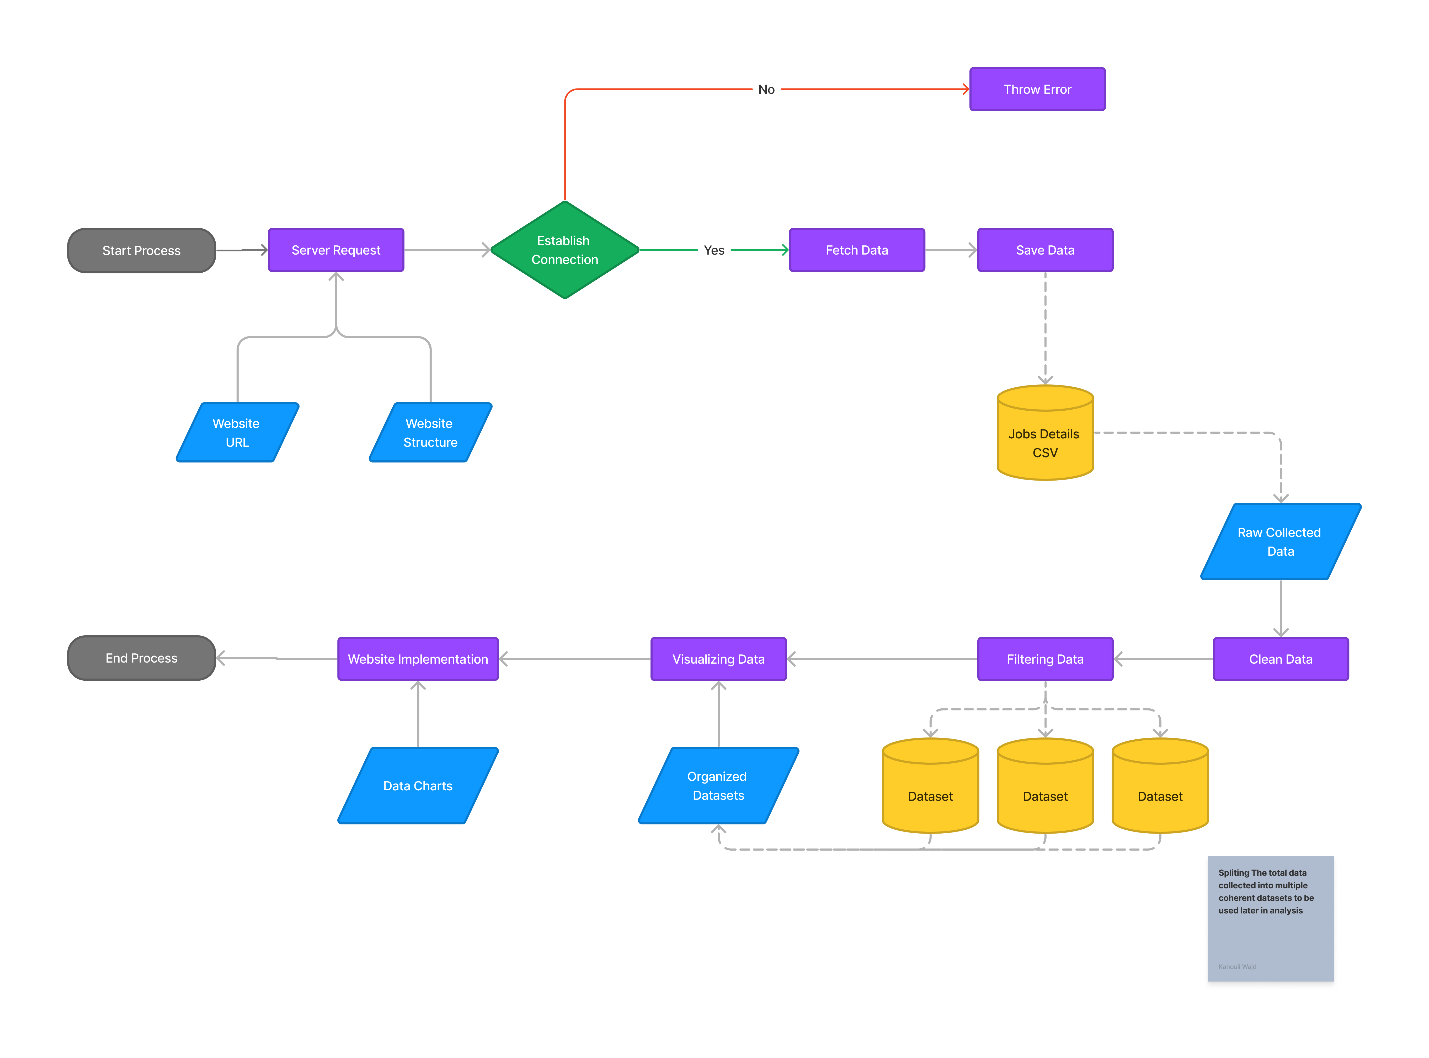 No
Throw Error
Start Process
Server Request
Establish
Connection
Yes
Fetch Data
Save Data
Website
URL
Website
Structure
Jobs Details
CSV
Raw Collected
Data
End Process
Website Implementation
Visualizing Data
Filtering Data
Clean Data
Data Charts
Organized
Datasets
Dataset
Dataset
Dataset
Spliting The total data
collected into multiple
coherent datasets to be
used later in analysis